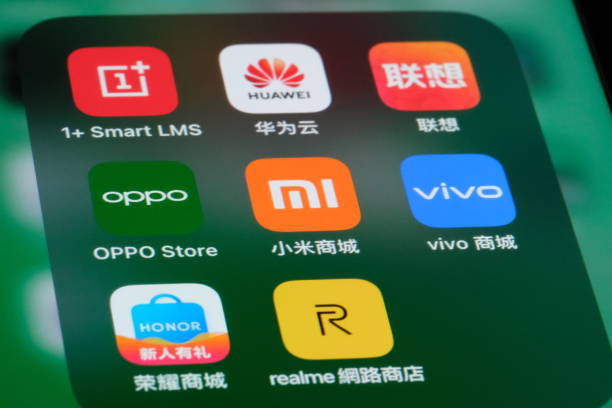 1+
HUAWEI
联想
1+ Smart LMS
华为云
联想
oppo
mi
vivo
OPPO Store
小米商城
vivo 商城
HONOR
新人有礼
R
荣耀商城
realme 網路商店